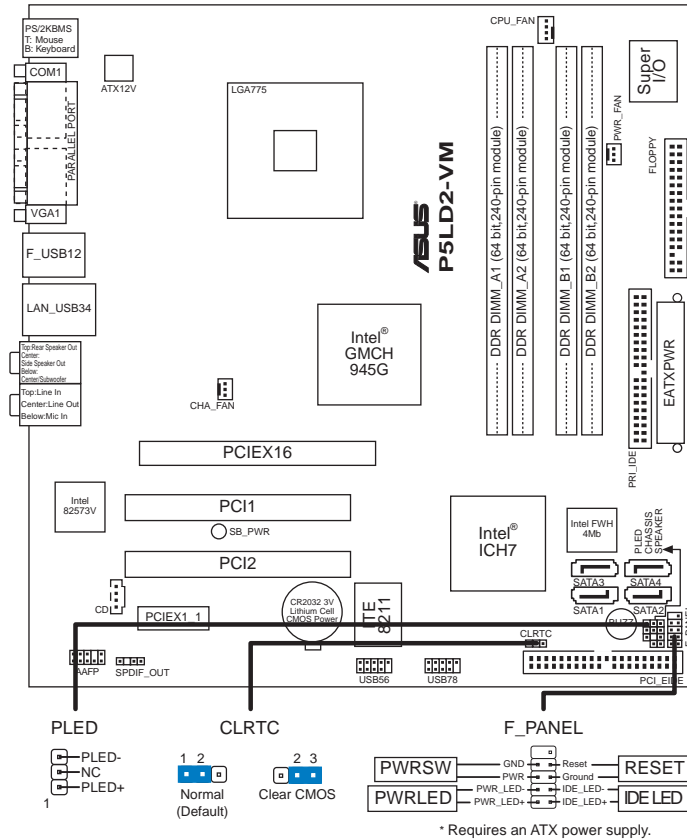 PS/2KBMS
T: Mouse
B: Keyboard
CPU_FAN
Super
I/O
COM1
ATX12V
LGA775
PWR_FAN
PARALLEL PORT
FLOPPY
VGA1
F_USB12
LAN_USB34
ASUS
P5LD2-VM
DDR DIMM_A1 (64 bit,240-pin module)
DDR DIMM_A2 (64 bit,240-pin module)
DDR DIMM_B1 (64 bit,240-pin module)
DDR DIMM_B2 (64 bit,240-pin module)
Intel®
GMCH
945G
EATXPWR
PRI_IDE
Top:Rear Speaker Out
Center:
Side Speaker Out
Below:
Center/Subwoofer
Top:Line In
Center:Line Out
Below:Mic In
CHA_FAN
PCIEX16
Intel
82573V
PCI1
SB_PWR
PCI2
Intel®
ICH7
Intel FWH
4Mb
PLED
CHASSIS
SPEAKER
SATA3
SATA4
SATA1
SATA2
CD
PCIEX1_1
CR2032 3V
Lithium Cell
CMOS Power
ITE
8211
BUZZ
F_PANEL
CLRTC
AAFP
SPDIF_OUT
USB56
USB78
PCI_EIDE
PLED
CLRTC
F_PANEL
PLED-
NC
PLED+
1
1 2
Normal
(Default)
2 3
Clear CMOS
PWRSW
GND
Reset
RESET
PWR
Ground
PWRLED
PWR_LED-
IDE_LED-
IDE LED
PWR_LED+
IDE_LED+
* Requires an ATX power supply.